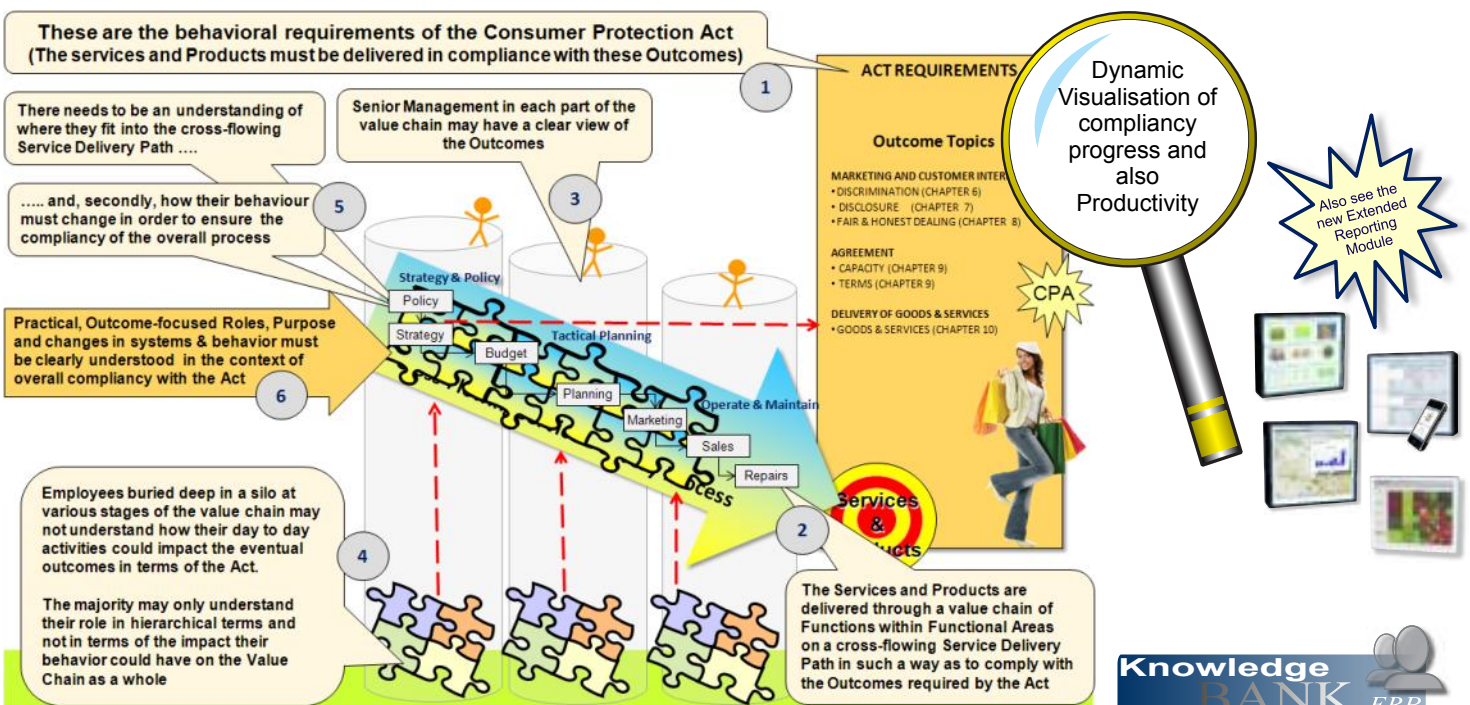 These are the behavioral requirements of the Consumer Protection Act
(The services and Products must be delivered in compliance with these Outcomes)
1
There needs to be an understanding of
where they fit into the cross-flowing
Service Delivery Path ....
..... and, secondly, how their behaviour
must change in order to ensure the
compliancy of the overall process
5
Senior Management in each part of the
value chain may have a clear view of
the Outcomes
3
Practical, Outcome-focused Roles, Purpose
and changes in systems & behavior must
be clearly understood in the context of
overall compliancy with the Act
6
Strategy & Policy
Policy
Strategy
Budget
Tactical Planning
Planning
Marketing
Operate & Maintain
Sales
Repairs
Employees buried deep in a silo at
various stages of the value chain may
not understand how their day to day
activities could impact the eventual
outcomes in terms of the Act.
The majority may only understand
their role in hierarchical terms and
not in terms of the impact their
behavior could have on the Value
Chain as a whole
4
2
The Services and Products are
delivered through a value chain of
Functions within Functional Areas
on a cross-flowing Service Delivery
Path in such a way as to comply with
the Outcomes required by the Act
ACT REQUIREMENTS
Outcome Topics
MARKETING AND CUSTOMER INTER
• DISCRIMINATION (CHAPTER 6)
• DISCLOSURE (CHAPTER 7)
• FAIR & HONEST DEALING (CHAPTER 8)
AGREEMENT
• CAPACITY (CHAPTER 9)
• TERMS (CHAPTER 9)
DELIVERY OF GOODS & SERVICES
• GOODS & SERVICES (CHAPTER 10)
CPA
Services
&
ucts
Dynamic
Visualisation of
compliancy
progress and
also
Productivity
Also see the
new Extended
Reporting
Module
Knowledge
BANK ERP